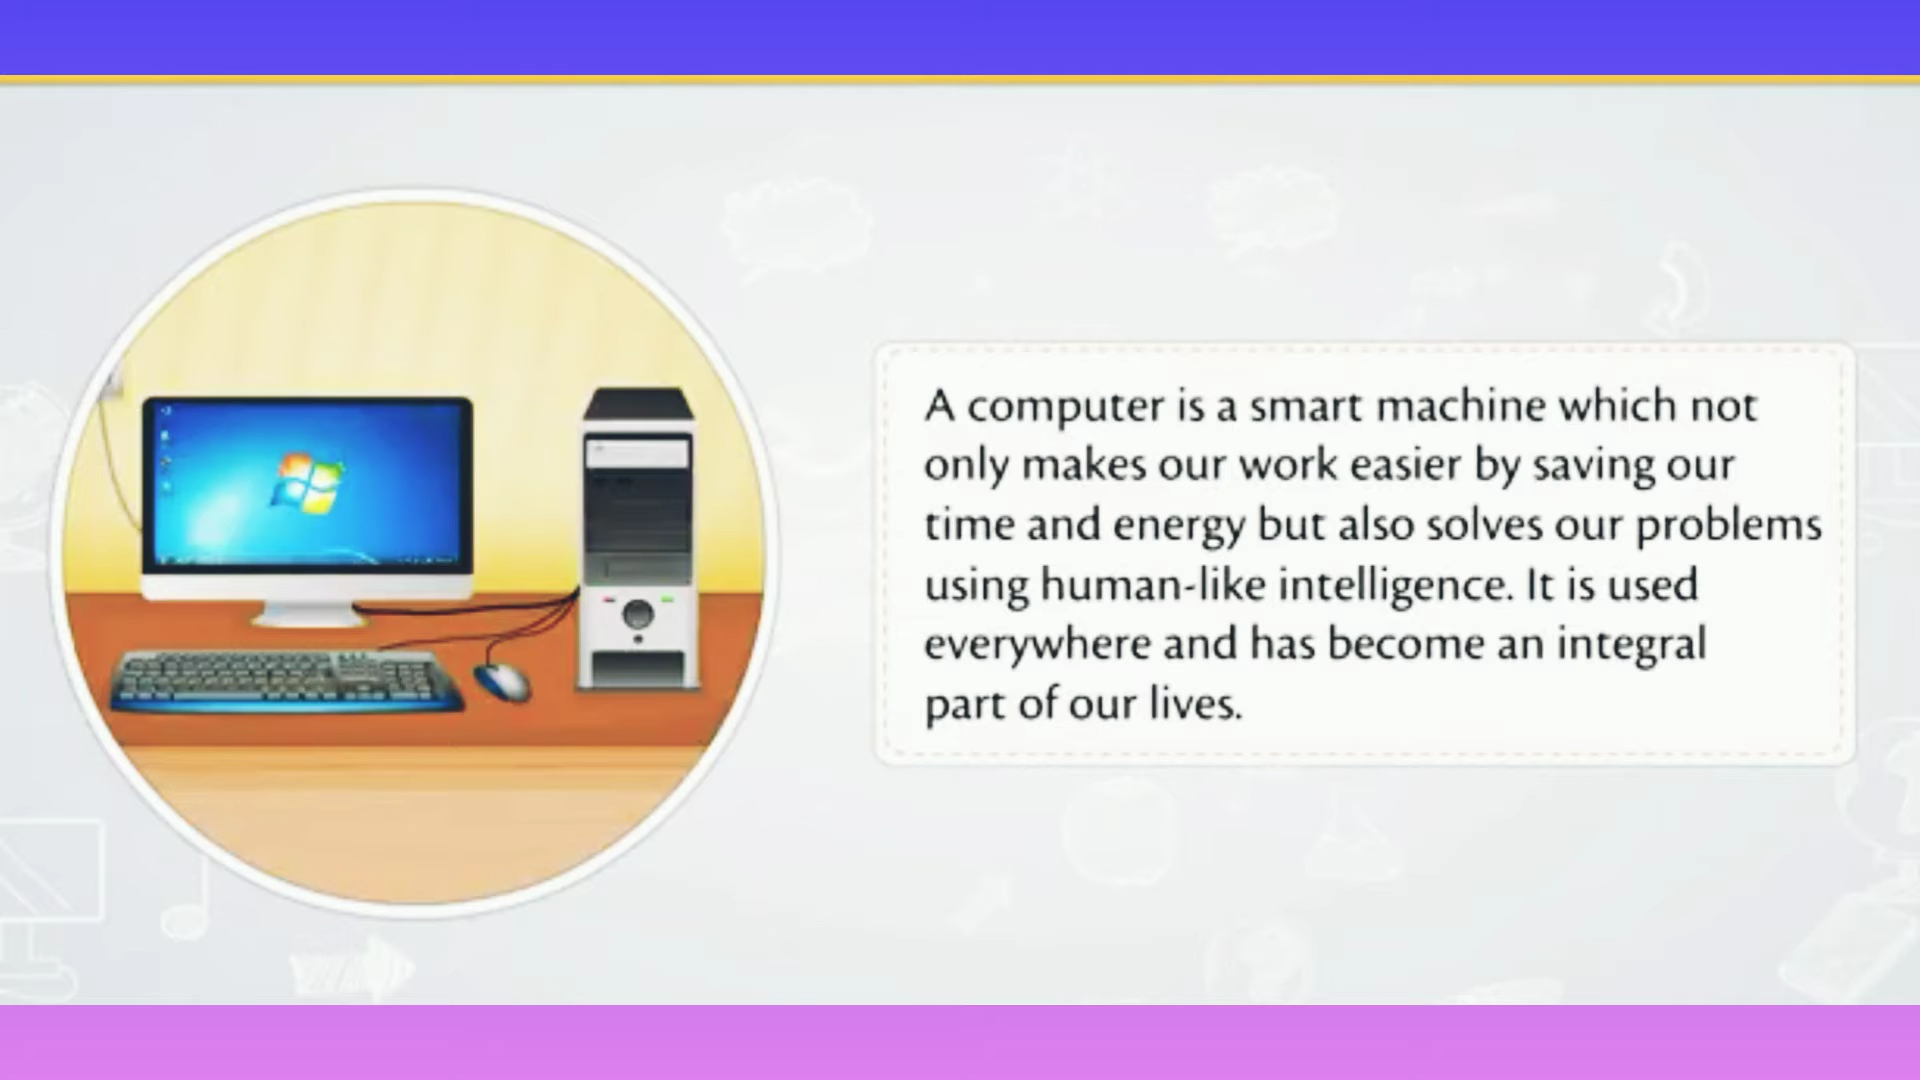 A computer is a smart machine which not
only makes our work easier by saving our
time and energy but also solves our problems
using human-like intelligence. It is used
everywhere and has become an integral
part of our lives.